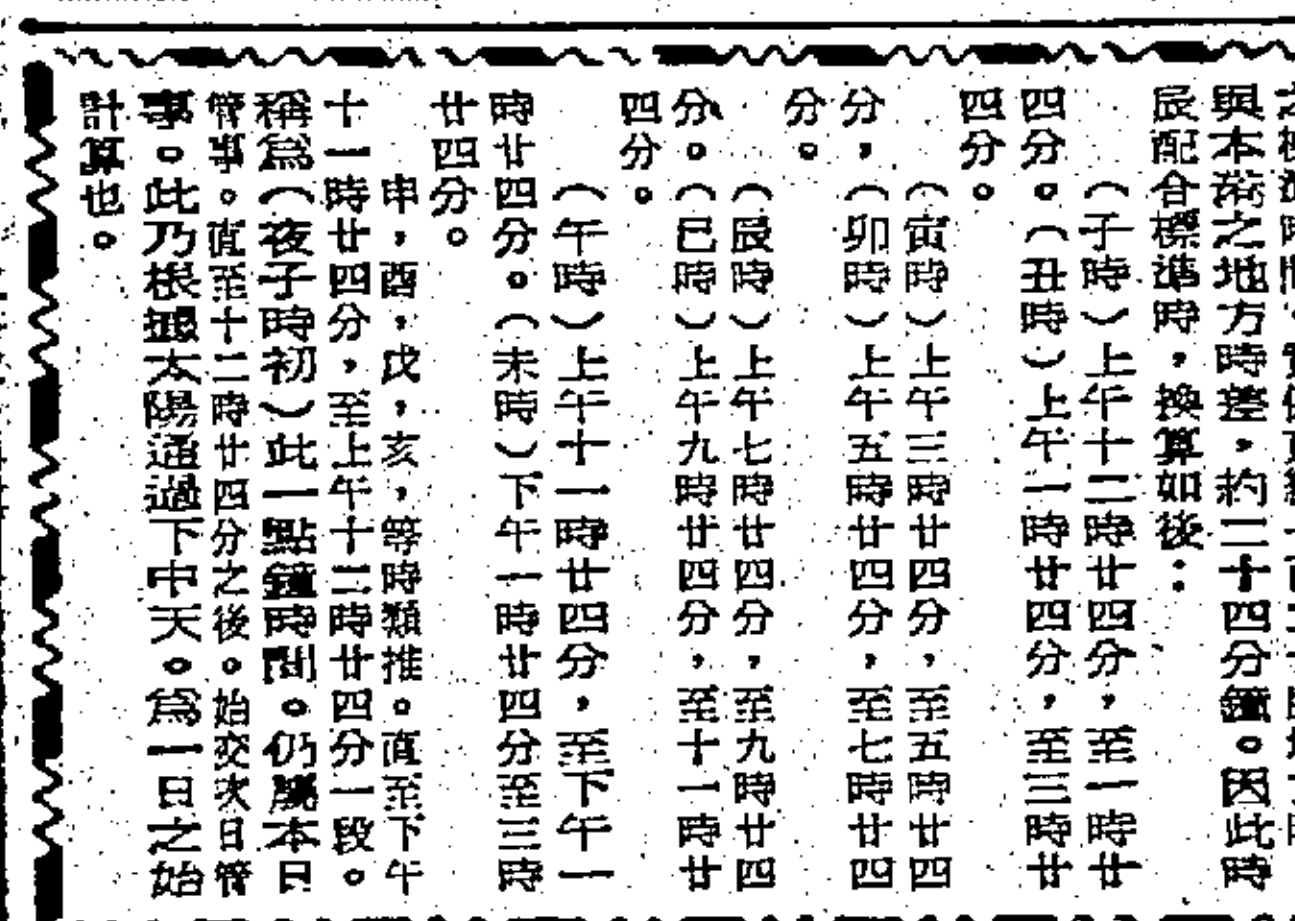 與本港之地方時差,約二十四分鐘。因此時
辰配合標準時,換算如後:
(子時)上午十二時廿四分,至一時廿
四分。(丑時)上午一時廿四分,至三時廿
四分。
(寅時)上午三時廿四分,至五時廿四
分,(卯時)上午五時廿四分,至七時廿四
分。
(辰時)上午七時廿四分,至九時廿四
分。(巳時)上午九時廿四分,至十一時廿
四分。
(午時)上午十一時廿四分,至下午一
時廿四分。(未時)下午一時廿四分至三時
廿四分。
申,酉,戌,亥,等時類推。直至下午
十一時廿四分,至上午十二時廿四分一段。
稱爲(夜子時初)此一點鐘時間。仍屬本日
管事。直至十二時廿四分之後。始交次日管
事。此乃根據太陽通過下中天。爲一日之始
計算也。